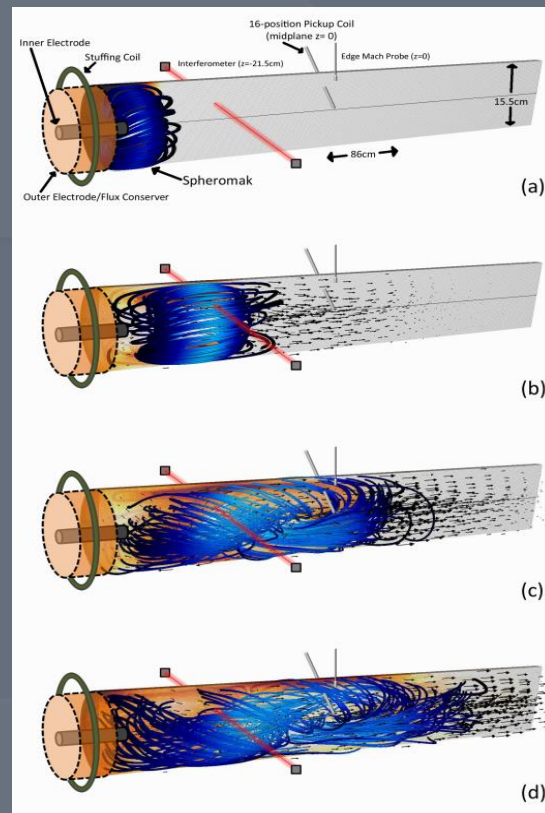 16-position Pickup Coil
(midplane z= 0)
Inner Electrode
Stuffing Coil
Interferometer (z=-21.5cm)
Edge Mach Probe (z=0)
15.5cm
86cm
Spheromak
Outer Electrode/Flux Conserver
(a)
(b)
(c)
(d)